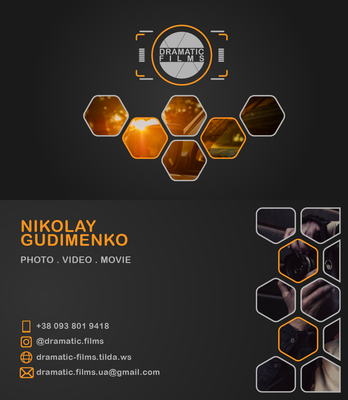 DRAMATIC
FILMS
NIKOLAY
GUDIMENKO
PHOTO . VIDEO . MOVIE
+38 093 801 9418
@dramatic.films
dramatic-films.tilda.ws
dramatic.films.ua@gmail.com